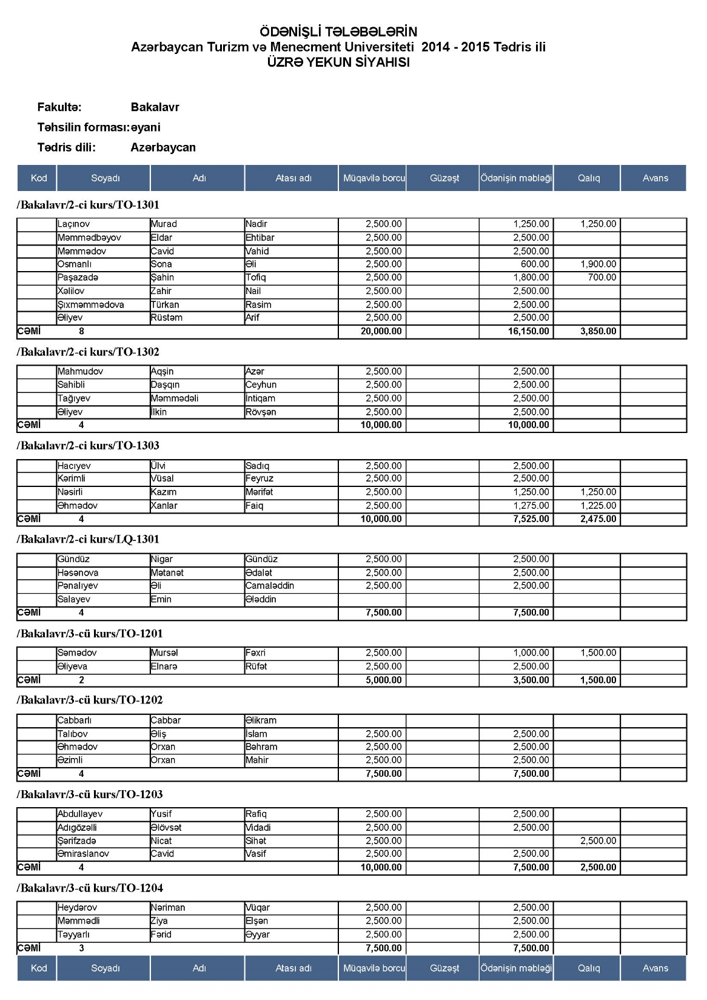 ÖDƏNİŞLİ TƏLƏBƏLƏRİN
Azərbaycan Turizm və Menecment Universiteti 2014 - 2015 Tədris ili
ÜZRƏ YEKUN SİYAHISI
Fakultə: Bakalavr
Təhsilin forması: əyani
Tədris dili: Azərbaycan
Kod Soyadı Adı Atası adı Müqavilə borcu Güzəşt Ödənişin məbləği Qalıq Avans
/Bakalavr/2-ci kurs/TO-1301
Laçınov Murad Nadir 2,500.00 1,250.00 1,250.00
Məmmədbəyov Eldar Ehtibar 2,500.00 2,500.00
Məmmədov Cavid Vahid 2,500.00 2,500.00
Osmanlı Sona Əli 2,500.00 600.00 1,900.00
Paşazadə Şahin Tofiq 2,500.00 1,800.00 700.00
Xəlilov Zahir Nail 2,500.00 2,500.00
Şıxməmmədova Türkan Rasim 2,500.00 2,500.00
Əliyev Rüstəm Arif 2,500.00 2,500.00
CƏMİ 8 20,000.00 16,150.00 3,850.00
/Bakalavr/2-ci kurs/TO-1302
Mahmudov Aqşin Azər 2,500.00 2,500.00
Sahibli Daşqın Ceyhun 2,500.00 2,500.00
Tağıyev Məmmədəli İntiqam 2,500.00 2,500.00
Əliyev İlkin Rövşən 2,500.00 2,500.00
CƏMİ 4 10,000.00 10,000.00
/Bakalavr/2-ci kurs/TO-1303
Hacıyev Ülvi Sadıq 2,500.00 2,500.00
Kərimli Vüsal Feyruz 2,500.00 2,500.00
Nəsirli Kazım Mərifət 2,500.00 1,250.00 1,250.00
Əhmədov Xanlar Faiq 2,500.00 1,275.00 1,225.00
CƏMİ 4 10,000.00 7,525.00 2,475.00
/Bakalavr/2-ci kurs/LQ-1301
Gündüz Nigar Gündüz 2,500.00 2,500.00
Həsənova Mətanət Ədalət 2,500.00 2,500.00
Pənalıyev Əli Camaləddin 2,500.00 2,500.00
Salayev Emin Ələddin
CƏMİ 4 7,500.00 7,500.00
/Bakalavr/3-cü kurs/TO-1201
Səmədov Mursəl Fəxri 2,500.00 1,000.00 1,500.00
Əliyeva Elnarə Rüfət 2,500.00 2,500.00
CƏMİ 2 5,000.00 3,500.00 1,500.00
/Bakalavr/3-cü kurs/TO-1202
Cabbarlı Cabbar Əlikram
Talıbov Əliş İslam 2,500.00 2,500.00
Əhmədov Orxan Bəhram 2,500.00 2,500.00
Əzimli Orxan Mahir 2,500.00 2,500.00
CƏMİ 4 7,500.00 7,500.00
/Bakalavr/3-cü kurs/TO-1203
Abdullayev Yusif Rafiq 2,500.00 2,500.00
Adıgözəlli Əlövsət Vidadi 2,500.00 2,500.00
Şərifzadə Nicat Sihət 2,500.00 2,500.00
Əmiraslanov Cavid Vasif 2,500.00 2,500.00
CƏMİ 4 10,000.00 7,500.00 2,500.00
/Bakalavr/3-cü kurs/TO-1204
Heydərov Nəriman Vüqar 2,500.00 2,500.00
Məmmədli Ziya Elşən 2,500.00 2,500.00
Təyyarlı Fərid Əyyar 2,500.00 2,500.00
CƏMİ 3 7,500.00 7,500.00
Kod Soyadı Adı Atası adı Müqavilə borcu Güzəşt Ödənişin məbləği Qalıq Avans